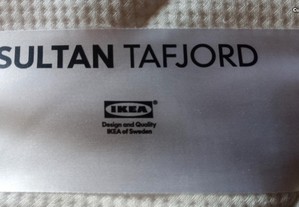 SULTAN TAFJORD
IKEA
Design and Quality
IKEA of Sweden